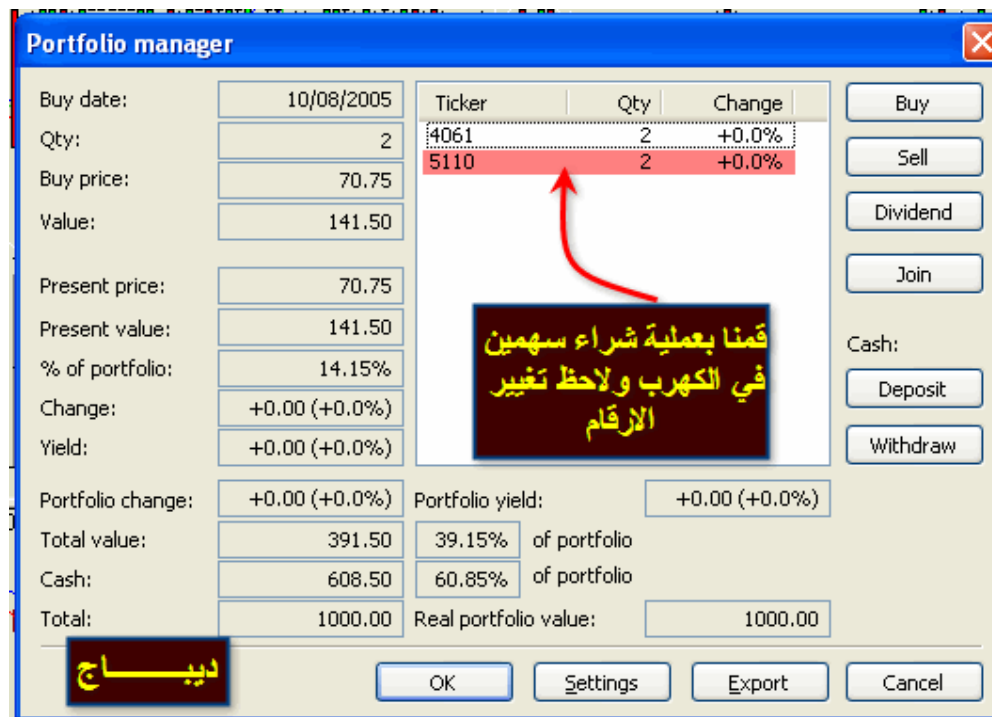 Portfolio manager
Buy date: 10/08/2005
Qty: 2
Buy price: 70.75
Value: 141.50
Present price: 70.75
Present value: 141.50
% of portfolio: 14.15%
Change: +0.00 (+0.0%)
Yield: +0.00 (+0.0%)
Ticker Qty Change
4061 2 +0.0%
5110 2 +0.0%
قمنا بعملية شراء سهمين
في الكهرب ولاحظ تغيير
الارقام
Buy
Sell
Dividend
Join
Cash:
Deposit
Withdraw
Portfolio change: +0.00 (+0.0%) Portfolio yield: +0.00 (+0.0%)
Total value: 391.50 39.15% of portfolio
Cash: 608.50 60.85% of portfolio
Total: 1000.00 Real portfolio value: 1000.00
ديبـــــاج
OK Settings Export Cancel